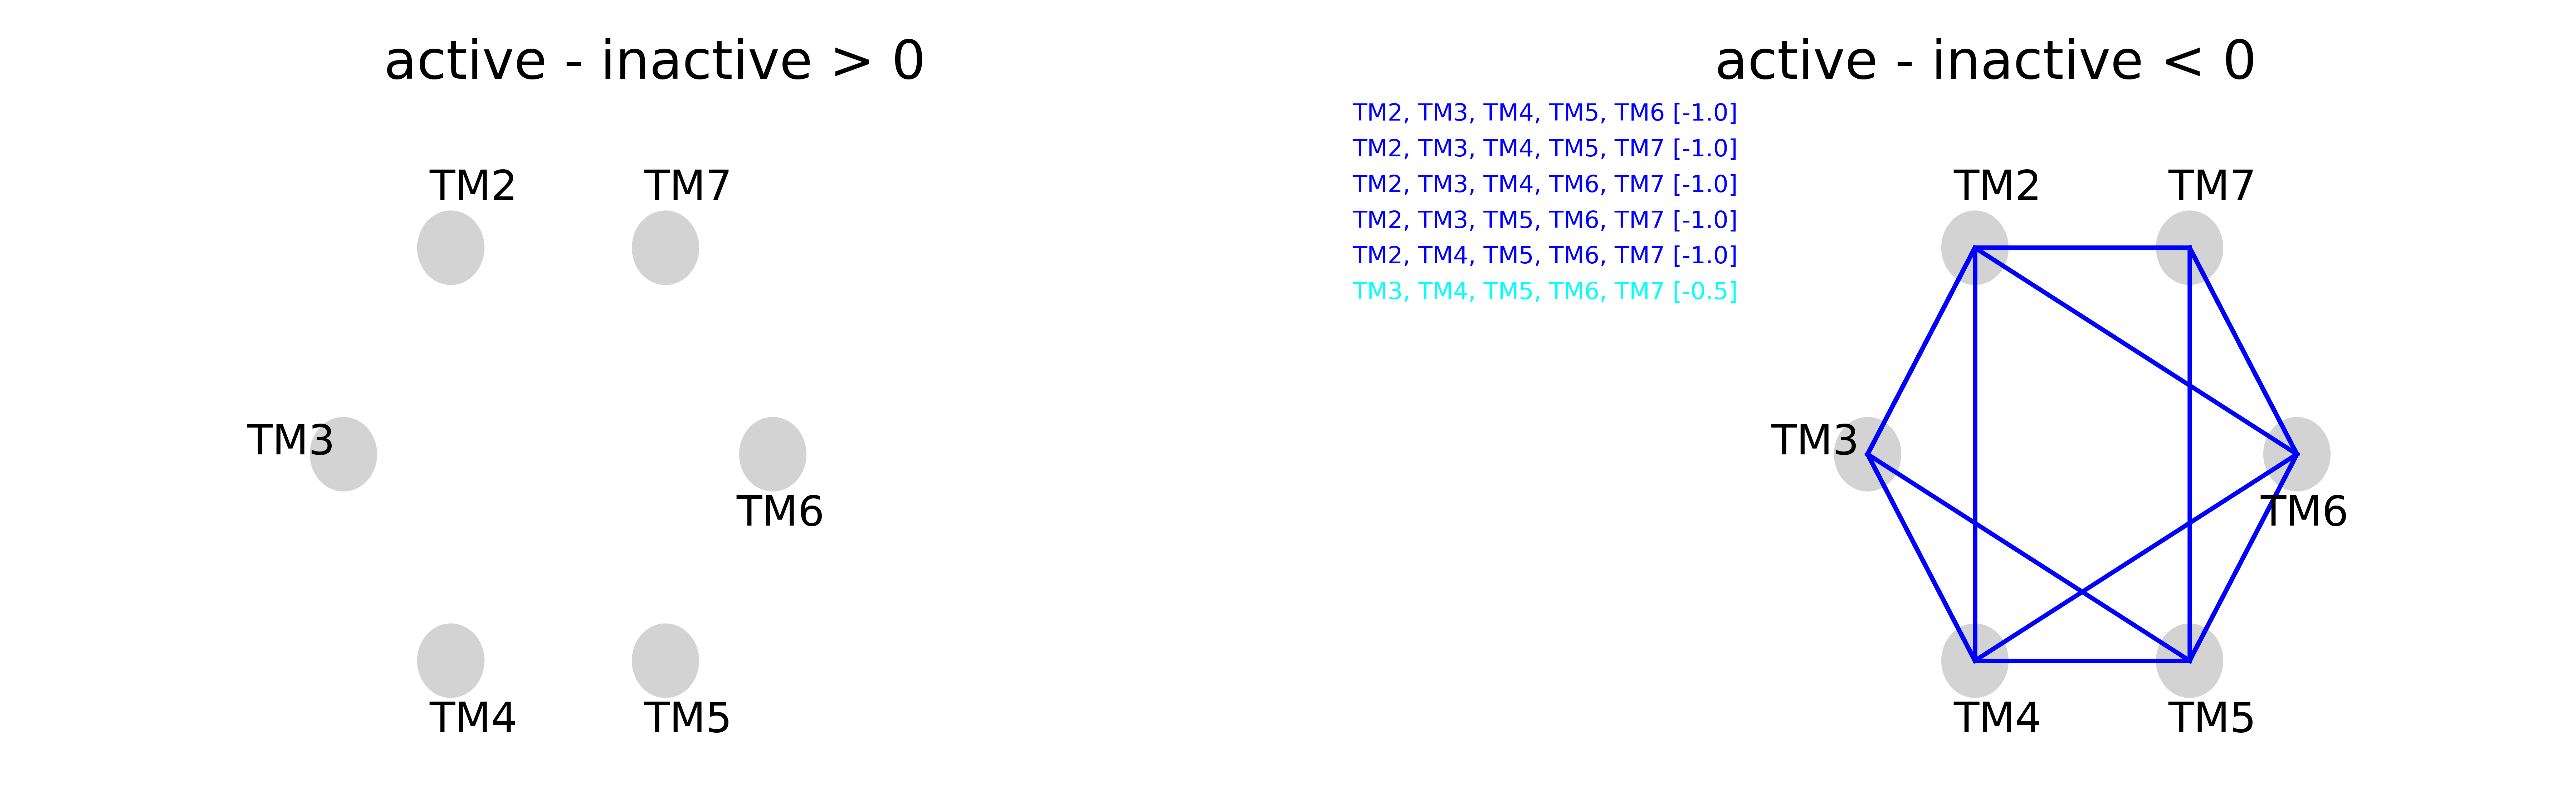 active - inactive > 0
TM2
TM7
TM3
TM6
TM4
TM5
active - inactive < 0
TM2, TM3, TM4, TM5, TM6 [-1.0]
TM2, TM3, TM4, TM5, TM7 [-1.0]
TM2, TM3, TM4, TM6, TM7 [-1.0]
TM2, TM3, TM5, TM6, TM7 [-1.0]
TM2, TM4, TM5, TM6, TM7 [-1.0]
TM3, TM4, TM5, TM6, TM7 [-0.5]
TM2
TM7
TM3
TM6
TM4
TM5